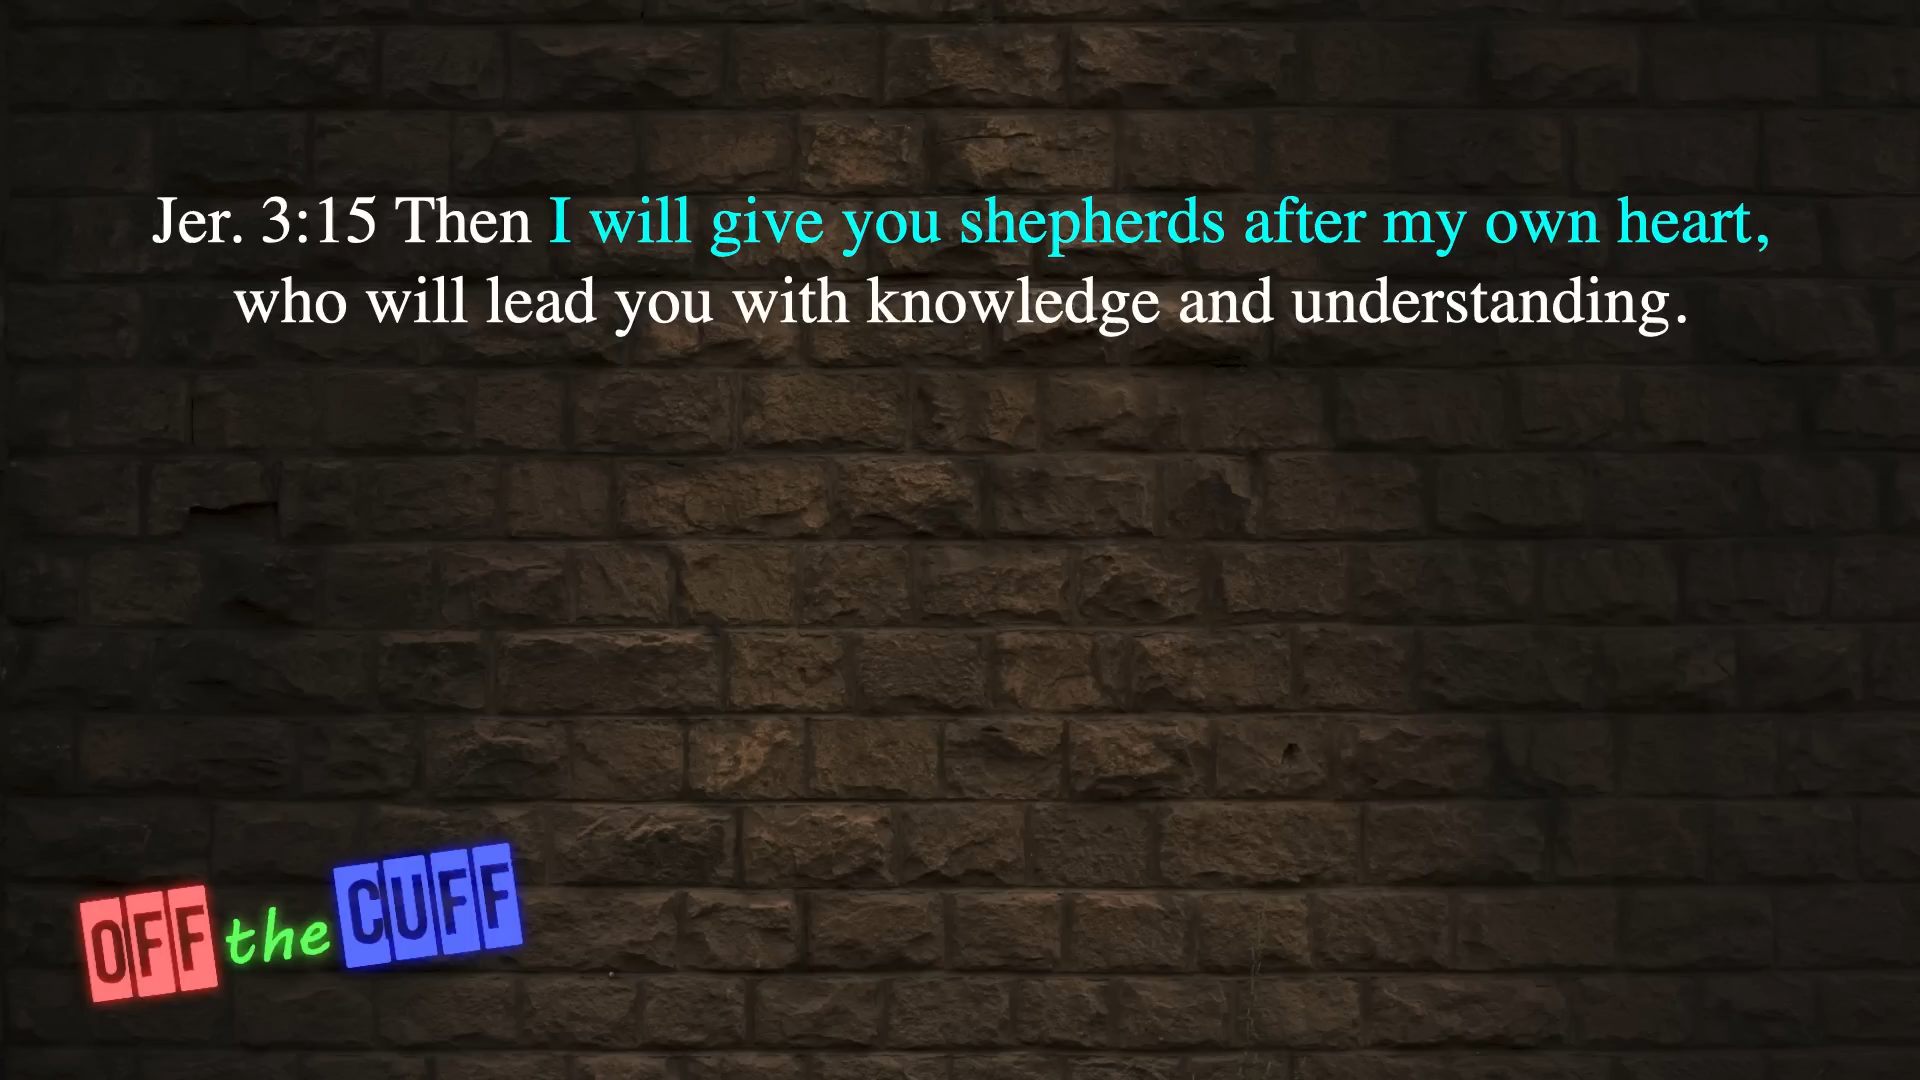 Jer. 3:15 Then I will give you shepherds after my own heart,
who will lead you with knowledge and understanding.
OFF the CUFF